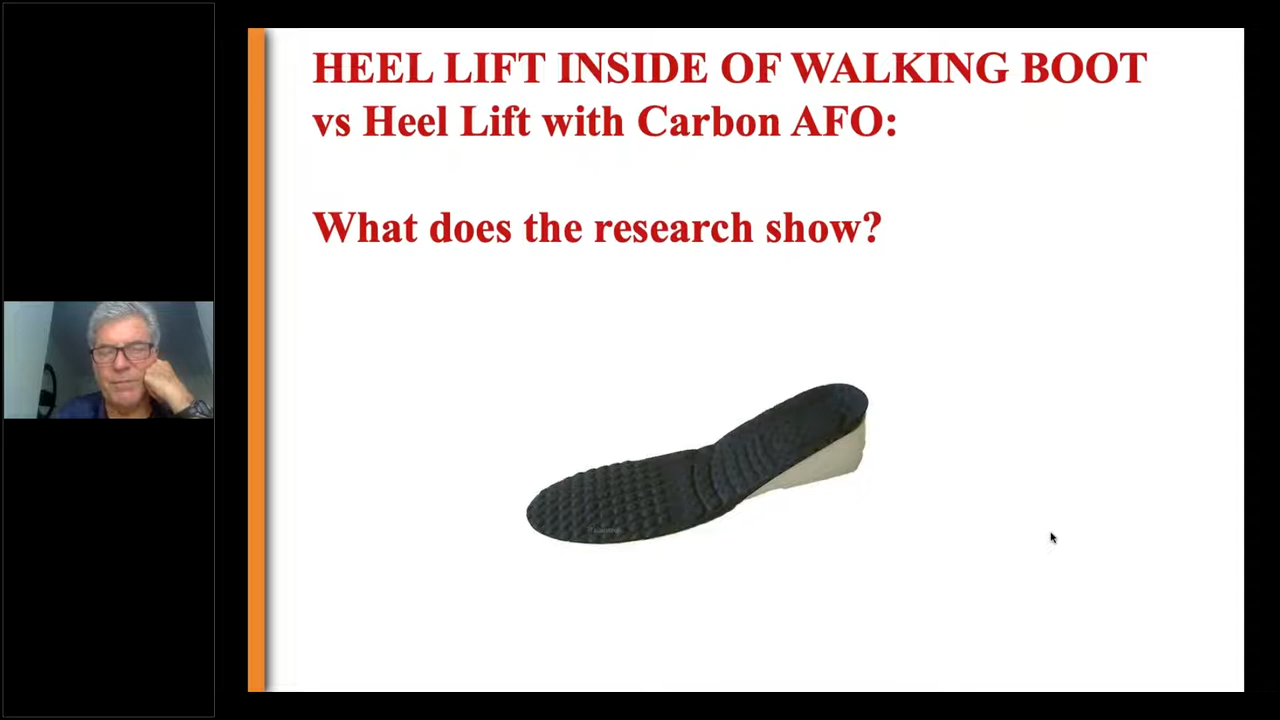 HEEL LIFT INSIDE OF WALKING BOOT
vs Heel Lift with Carbon AFO:
What does the research show?